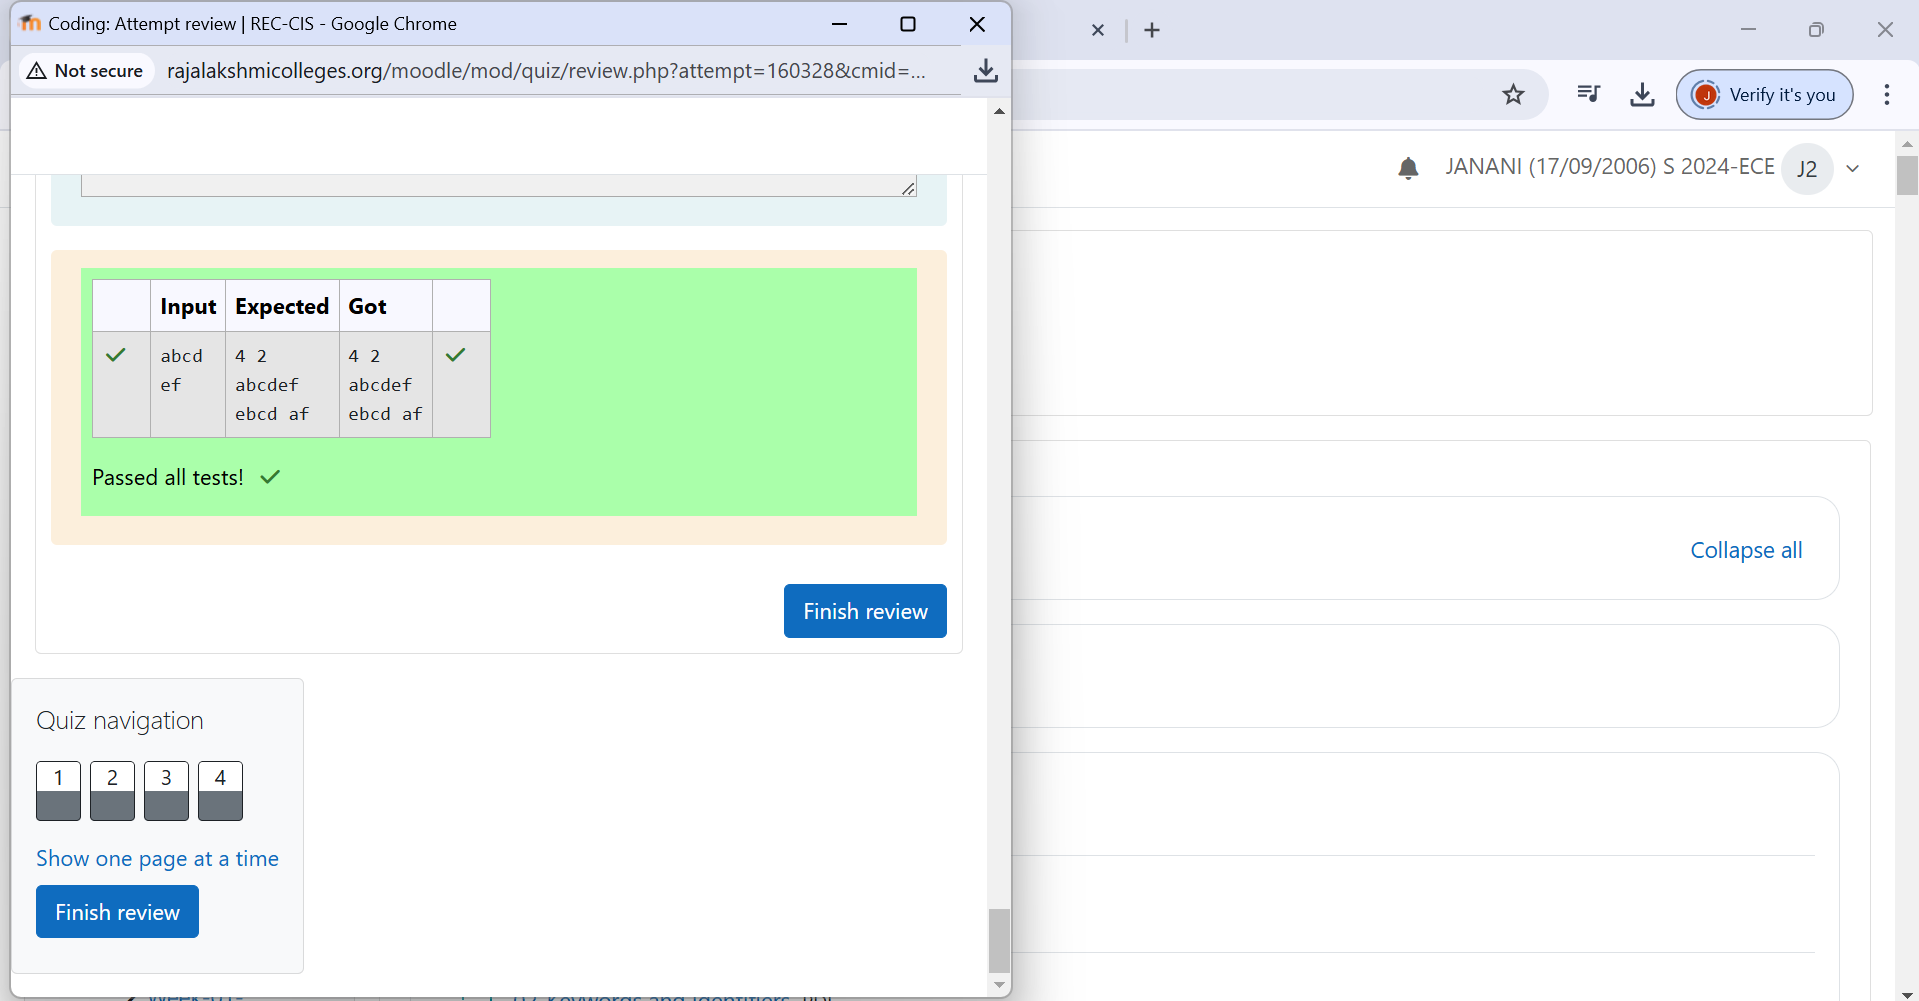 Coding: Attempt review | REC-CIS - Google Chrome
Not secure
rajalakshmicolleges.org/moodle/mod/quiz/review.php?attempt=160328&cmid=...
J
Verify it's you
JANANI (17/09/2006) S 2024-ECE
J2
Input Expected Got
abcd 4 2 4 2
ef abcdef abcdef
ebcd af ebcd af
Passed all tests!
Finish review
Collapse all
Quiz navigation
1 2 3 4
Show one page at a time
Finish review
Keywords and Identifiers